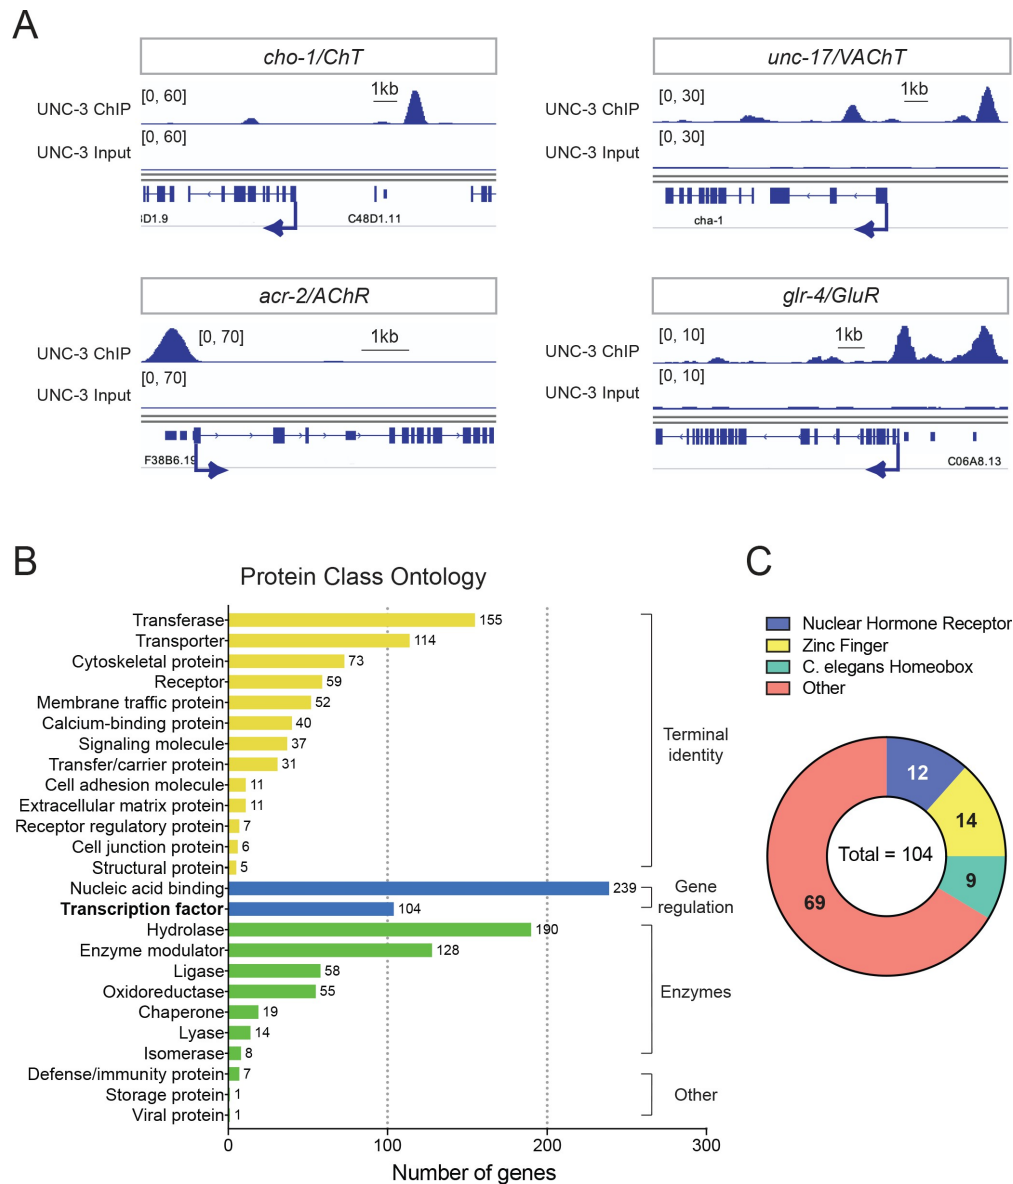 A
cho-1/ChT
UNC-3 ChIP
[0, 60]
1kb
UNC-3 Input
[0, 60]
3D1.9
C48D1.11
unc-17/VAChT
UNC-3 ChIP
[0, 30]
1kb
UNC-3 Input
[0, 30]
cha-1
acr-2/AChR
UNC-3 ChIP
[0, 70]
1kb
UNC-3 Input
[0, 70]
F38B6.19
glr-4/GluR
UNC-3 ChIP
[0, 10]
1kb
UNC-3 Input
[0, 10]
C06A8.13
B
Protein Class Ontology
Transferase 155
Transporter 114
Cytoskeletal protein 73
Receptor 59
Membrane traffic protein 52
Calcium-binding protein 40
Signaling molecule 37
Transfer/carrier protein 31
Cell adhesion molecule 11
Extracellular matrix protein 11
Receptor regulatory protein 7
Cell junction protein 6
Structural protein 5
Nucleic acid binding 239
Transcription factor 104
Hydrolase 190
Enzyme modulator 128
Ligase 58
Oxidoreductase 55
Chaperone 19
Lyase 14
Isomerase 8
Defense/immunity protein 7
Storage protein 1
Viral protein 1
Terminal
identity
Gene
regulation
Enzymes
Other
0 100 200 300
Number of genes
C
Nuclear Hormone Receptor
Zinc Finger
C. elegans Homeobox
Other
12
14
9
69
Total = 104